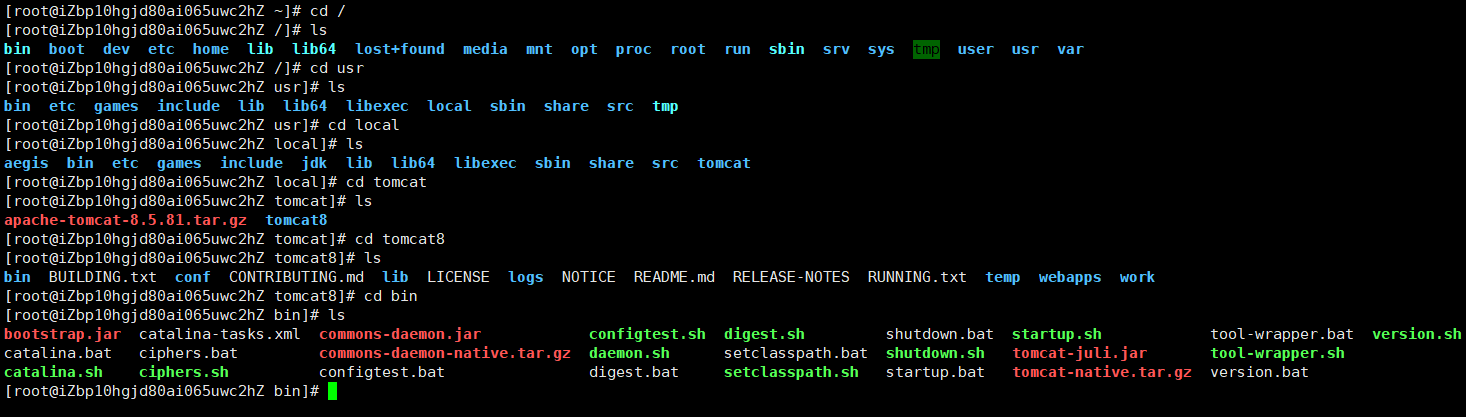 [root@iZbp10hgjd80ai065uwc2hZ ~]# cd /
[root@iZbp10hgjd80ai065uwc2hZ /]# ls
bin  boot  dev  etc  home  lib  lib64  lost+found  media  mnt  opt  proc  root  run  sbin  srv  sys  tmp  user  usr  var
[root@iZbp10hgjd80ai065uwc2hZ /]# cd usr
[root@iZbp10hgjd80ai065uwc2hZ usr]# ls
bin  etc  games  include  lib  lib64  libexec  local  sbin  share  src  tmp
[root@iZbp10hgjd80ai065uwc2hZ usr]# cd local
[root@iZbp10hgjd80ai065uwc2hZ local]# ls
aegis  bin  etc  games  include  jdk  lib  lib64  libexec  sbin  share  src  tomcat
[root@iZbp10hgjd80ai065uwc2hZ local]# cd tomcat
[root@iZbp10hgjd80ai065uwc2hZ tomcat]# ls
apache-tomcat-8.5.81.tar.gz  tomcat8
[root@iZbp10hgjd80ai065uwc2hZ tomcat]# cd tomcat8
[root@iZbp10hgjd80ai065uwc2hZ tomcat8]# ls
bin  BUILDING.txt  conf  CONTRIBUTING.md  lib  LICENSE  logs  NOTICE  README.md  RELEASE-NOTES  RUNNING.txt  temp  webapps  work
[root@iZbp10hgjd80ai065uwc2hZ tomcat8]# cd bin
[root@iZbp10hgjd80ai065uwc2hZ bin]# ls
bootstrap.jar  catalina-tasks.xml  commons-daemon.jar  configtest.sh  digest.sh  shutdown.bat  startup.sh  tool-wrapper.bat  version.sh
catalina.bat  ciphers.bat  commons-daemon-native.tar.gz  daemon.sh  setclasspath.bat  shutdown.sh  tomcat-juli.jar  tool-wrapper.sh
catalina.sh  ciphers.sh  configtest.bat  digest.bat  setclasspath.sh  startup.bat  tomcat-native.tar.gz  version.bat
[root@iZbp10hgjd80ai065uwc2hZ bin]#